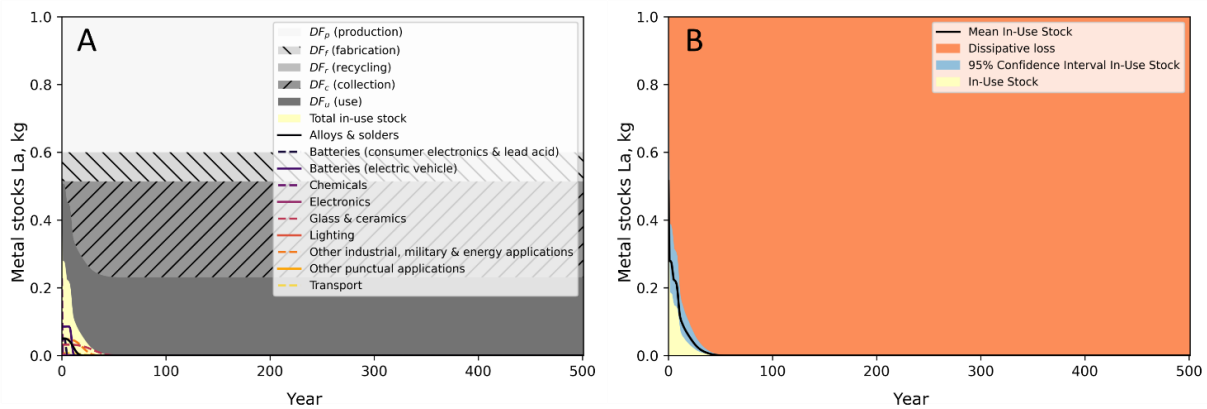 A
Metal stocks La, kg
1.0
0.8
0.6
0.4
0.2
0.0
DFp (production)
DFf (fabrication)
DFr (recycling)
DFc (collection)
DFu (use)
Total in-use stock
Alloys & solders
Batteries (consumer electronics & lead acid)
Batteries (electric vehicle)
Chemicals
Electronics
Glass & ceramics
Lighting
Other industrial, military & energy applications
Other punctual applications
Transport
0 100 200 300 400 500
Year
B
Metal stocks La, kg
1.0
0.8
0.6
0.4
0.2
0.0
Mean In-Use Stock
Dissipative loss
95% Confidence Interval In-Use Stock
In-Use Stock
0 100 200 300 400 500
Year